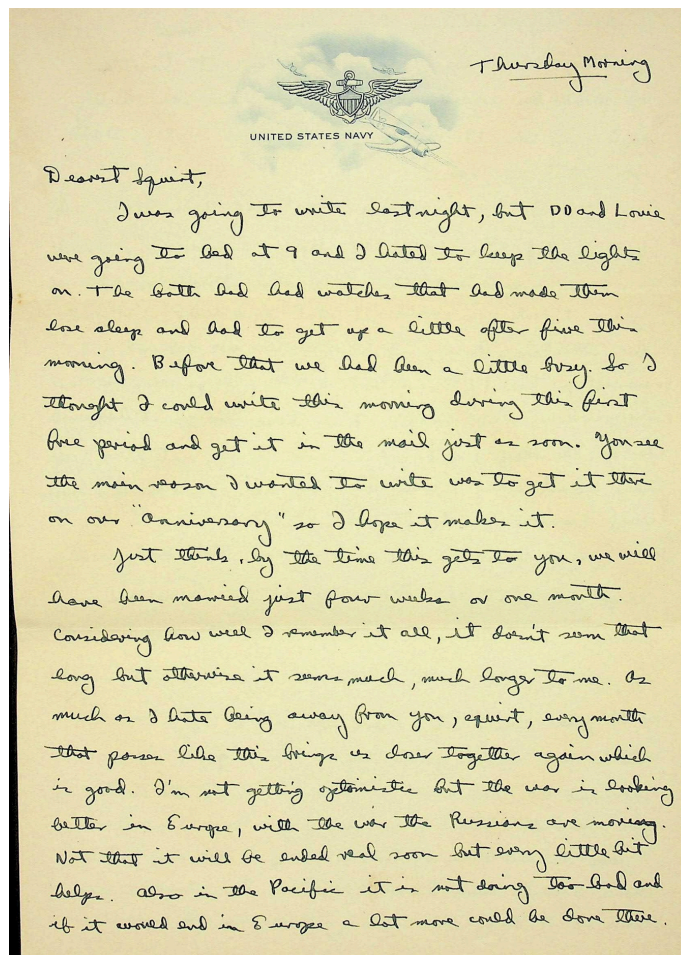 Thursday Morning
UNITED STATES NAVY
Dearest Squirt,
I was going to write last night, but DD and Louie
were going to bed at 9 and I hated to keep the lights
on. The both had had watches that had made them
lose sleep and had to get up a little after five this
morning. Before that we had been a little busy. So I
thought I could write this morning during this first
free period and get it in the mail just as soon. You see
the main reason I wanted to write was to get it there
on our "anniversary" so I hope it makes it.
Just think, by the time this gets to you, we will
have been married just four weeks or one month.
Considering how well I remember it all, it doesn't seem that
long but otherwise it seems much, much longer to me. As
much as I hate being away from you, squirt, every month
that passes like this brings us closer together again which
is good. I'm not getting optomistic but the war is looking
better in Europe, with the war the Russians are moving.
Not that it will be ended real soon but every little bit
helps. Also in the Pacific it is not doing too bad and
if it would end in Europe a lot more could be done there.